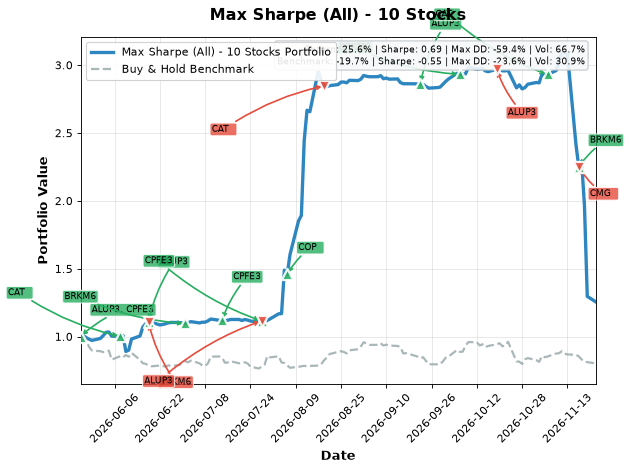 Max Sharpe (All) - 10 Stocks
ALUP3
Max Sharpe (All) - 10 Stocks Portfolio
Buy & Hold Benchmark
25.6% | Sharpe: 0.69 | Max DD: -59.4% | Vol: 66.7%
-19.7% | Sharpe: -0.55 | Max DD: -23.6% | Vol: 30.9%
3.0
2.5
2.0
1.5
1.0
Portfolio Value
CAT
ALUP3
BRKM6
CMG
COP
CPFE3
CPFE3
CAT
BRKM6
ALUP3
CPFE3
ALUP3
2026-06-06
2026-06-22
2026-07-08
2026-07-24
2026-08-09
2026-08-25
2026-09-10
2026-09-26
2026-10-12
2026-10-28
2026-11-13
Date